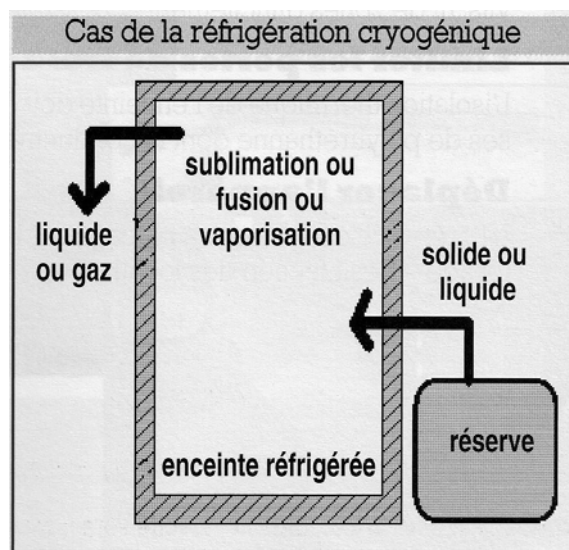 Cas de la réfrigération cryogénique
sublimation ou
fusion ou
vaporisation
liquide
ou gaz
solide ou
liquide
réserve
enceinte réfrigérée